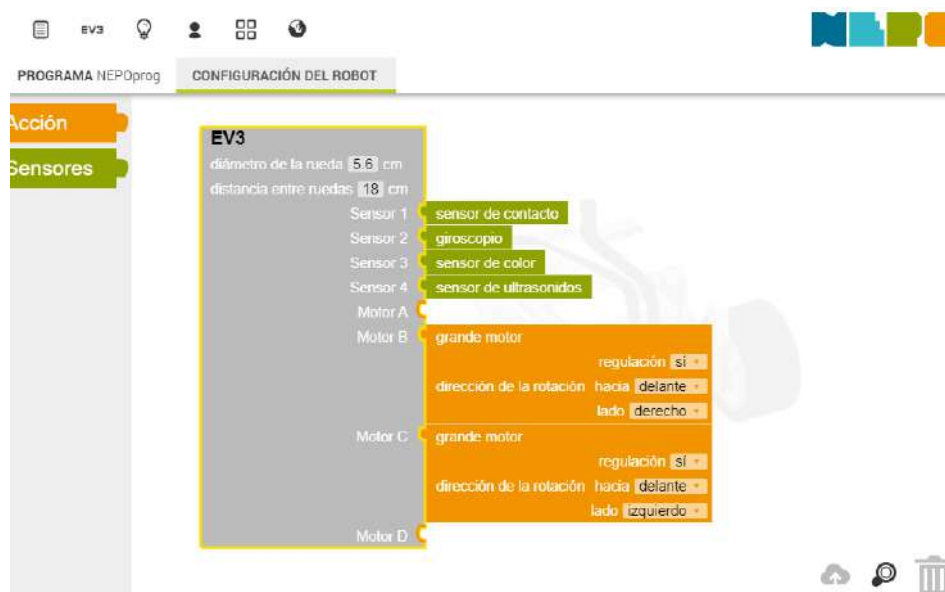 EV3
NEPO
PROGRAMA NEPOprog
CONFIGURACIÓN DEL ROBOT
Acción
Sensores
EV3
diámetro de la rueda 5.6 cm
distancia entre ruedas 18 cm
Sensor 1 sensor de contacto
Sensor 2 giroscopio
Sensor 3 sensor de color
Sensor 4 sensor de ultrasonidos
Motor A
Motor B grande motor
regulación sí
dirección de la rotación hacia delante
lado derecho
Motor C grande motor
regulación sí
dirección de la rotación hacia delante
lado izquierdo
Motor D